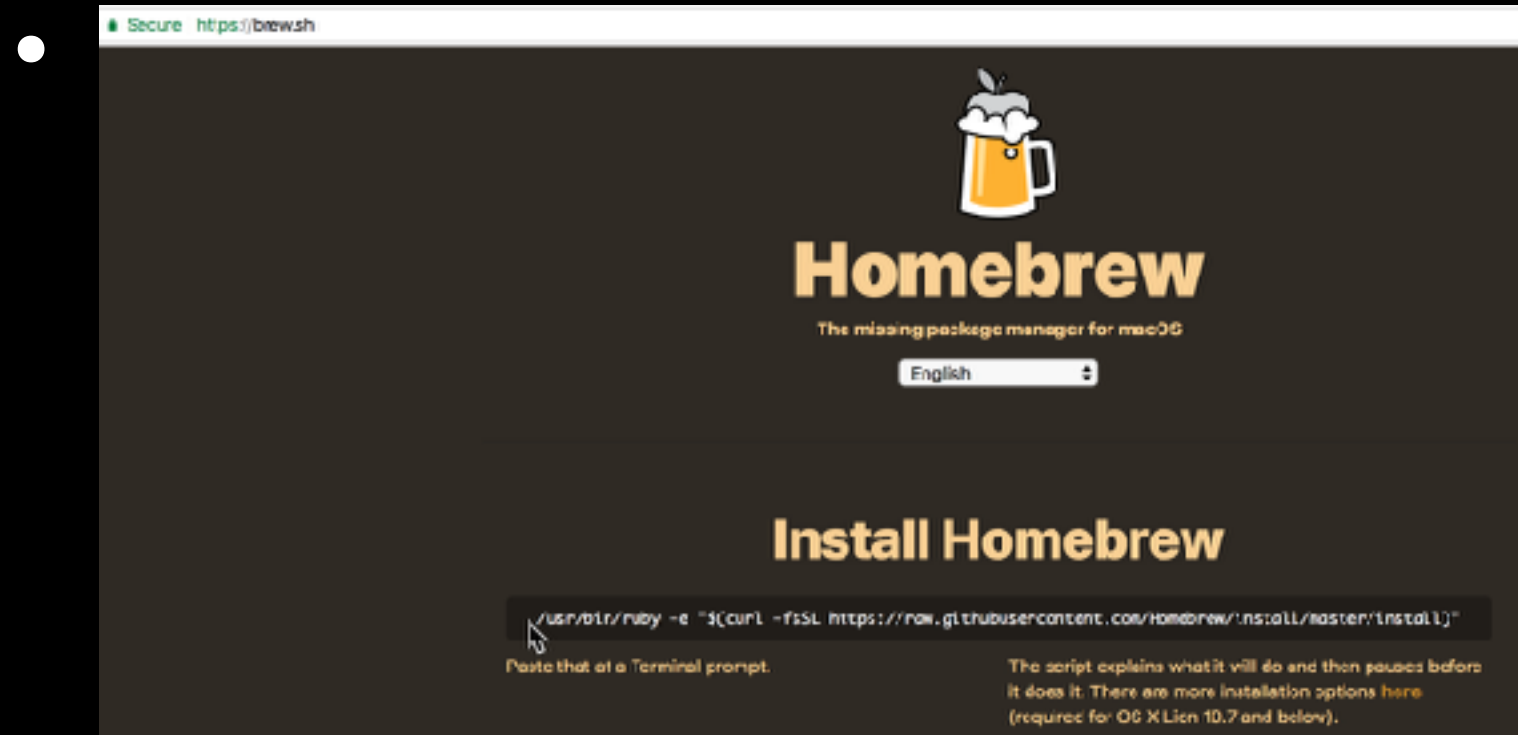 Secure https://brew.sh
Homebrew
The missing package manager for macOS
English
Install Homebrew
/usr/bin/ruby -e "$(curl -fsSL https://raw.githubusercontent.com/Homebrew/install/master/install)"
Paste that at a Terminal prompt.
The script explains what it will do and then pauses before
it does it. There are more installation options here
(required for OS X Lion 10.7 and below).